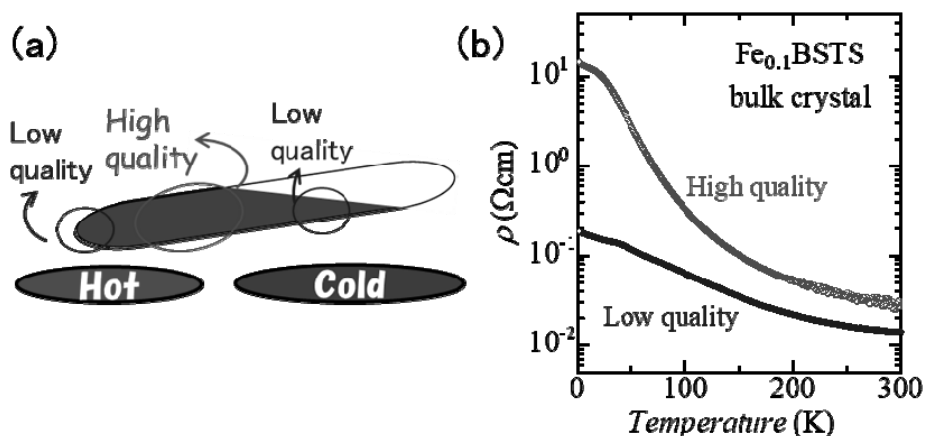 (a)
Low
quality
High
quality
Low
quality
Hot
Cold
(b)
Fe₀.₁BSTS
bulk crystal
High quality
Low quality
ρ (Ωcm)
10¹
10⁰
10⁻¹
10⁻²
0
100
200
300
Temperature (K)